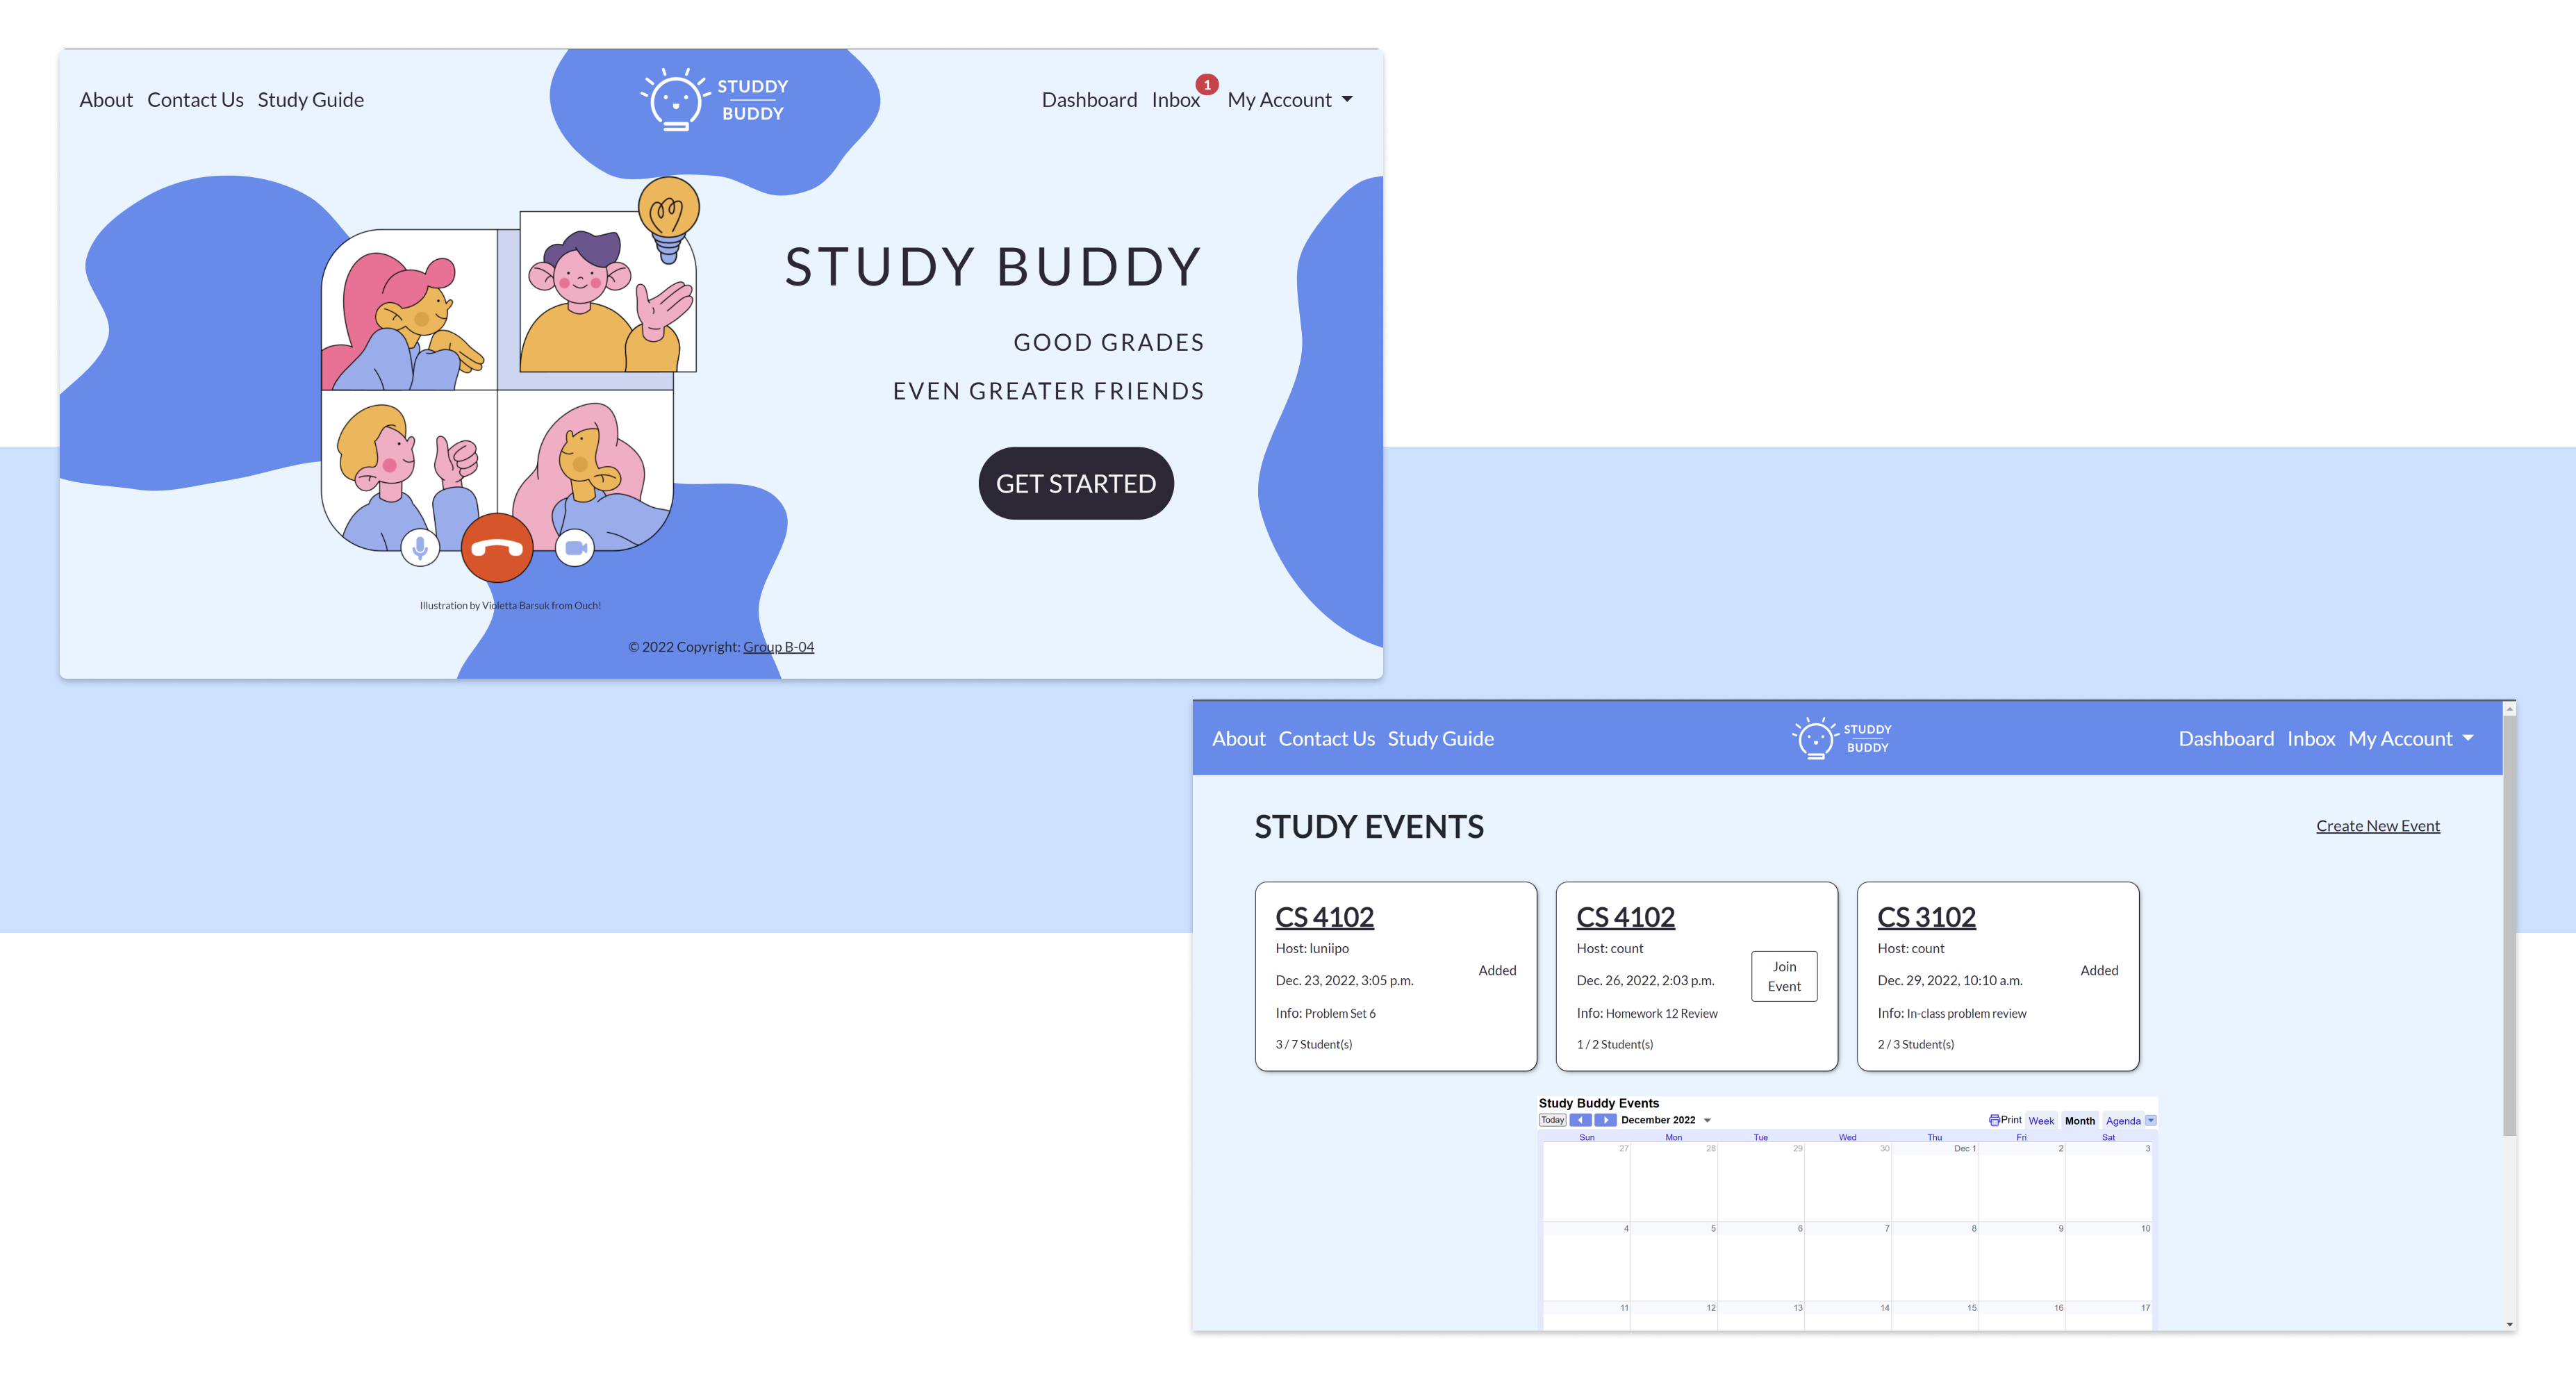 About Contact Us Study Guide
STUDDY
BUDDY
Dashboard Inbox 1 My Account
STUDY BUDDY
GOOD GRADES
EVEN GREATER FRIENDS
GET STARTED
Illustration by Violetta Barsuk from Ouch!
© 2022 Copyright: Group B-04
About Contact Us Study Guide
STUDDY
BUDDY
Dashboard Inbox My Account
STUDY EVENTS
Create New Event
CS 4102
Host: luniipo
Dec. 23, 2022, 3:05 p.m.
Info: Problem Set 6
3 / 7 Student(s)
Added
CS 4102
Host: count
Dec. 26, 2022, 2:03 p.m.
Info: Homework 12 Review
1 / 2 Student(s)
Join
Event
CS 3102
Host: count
Dec. 29, 2022, 10:10 a.m.
Info: In-class problem review
2 / 3 Student(s)
Added
Study Buddy Events
Today December 2022 Print Week Month Agenda
Sun Mon Tue Wed Thu Fri Sat
27 28 29 30 Dec 1 2 3
4 5 6 7 8 9 10
11 12 13 14 15 16 17